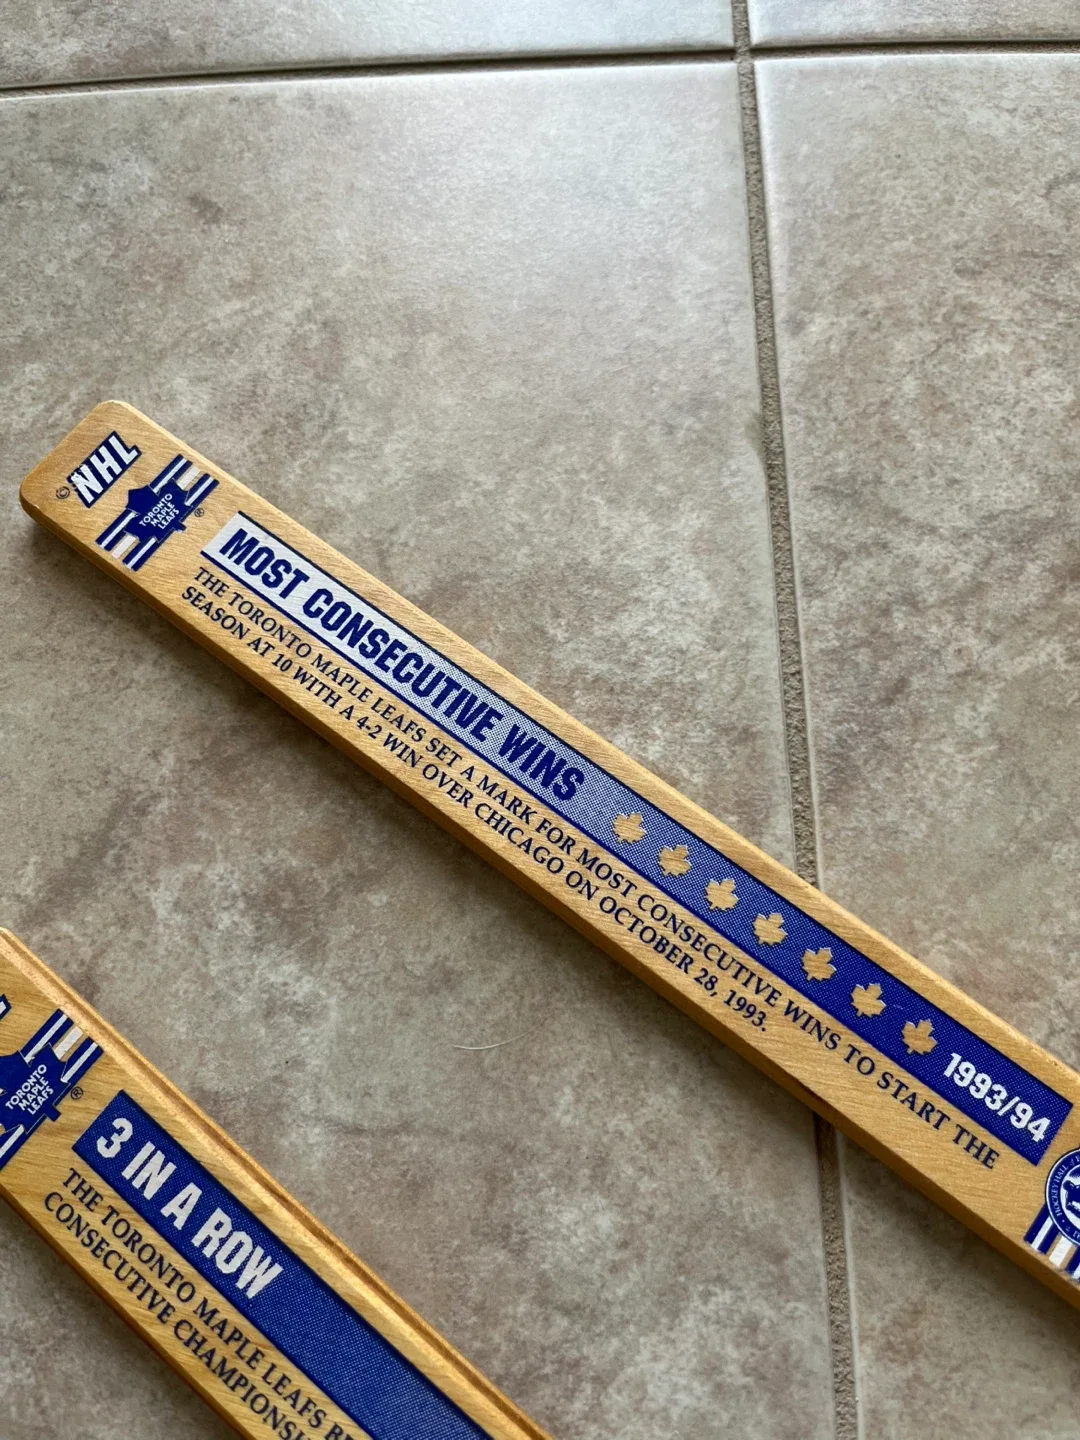 © NHL
TORONTO
MAPLE
LEAFS ®
MOST CONSECUTIVE WINS
1993/94
THE TORONTO MAPLE LEAFS SET A MARK FOR MOST CONSECUTIVE WINS TO START THE
SEASON AT 10 WITH A 4-2 WIN OVER CHICAGO ON OCTOBER 28, 1993.
HOCKEY HALL
TORONTO
MAPLE
LEAFS ®
3 IN A ROW
THE TORONTO MAPLE LEAFS
CONSECUTIVE